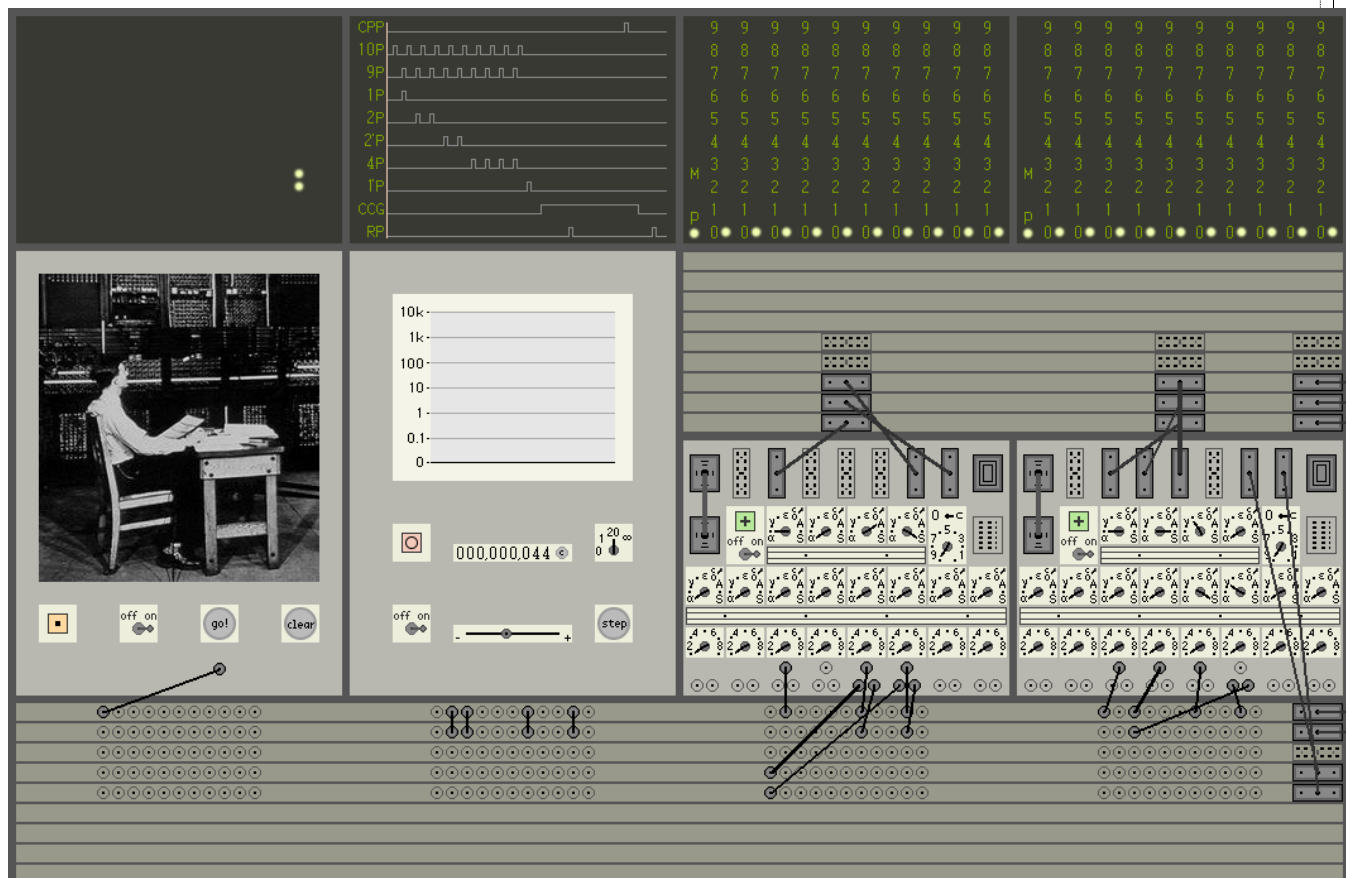 CPP
10P
9P
1P
2P
2'P
4P
1'P
CCG
RP
9 9 9 9 9 9 9 9 9 9
8 8 8 8 8 8 8 8 8 8
7 7 7 7 7 7 7 7 7 7
6 6 6 6 6 6 6 6 6 6
5 5 5 5 5 5 5 5 5 5
4 4 4 4 4 4 4 4 4 4
M 3 3 3 3 3 3 3 3 3 3
2 2 2 2 2 2 2 2 2 2
P 1 1 1 1 1 1 1 1 1 1
0 0 0 0 0 0 0 0 0 0
9 9 9 9 9 9 9 9 9 9
8 8 8 8 8 8 8 8 8 8
7 7 7 7 7 7 7 7 7 7
6 6 6 6 6 6 6 6 6 6
5 5 5 5 5 5 5 5 5 5
4 4 4 4 4 4 4 4 4 4
M 3 3 3 3 3 3 3 3 3 3
2 2 2 2 2 2 2 2 2 2
P 1 1 1 1 1 1 1 1 1 1
0 0 0 0 0 0 0 0 0 0
off on
go!
clear
10k
1k
100
10
1
0.1
0
000,000,044 c
0 1 20 ∞
off on
- +
step
off on
off on